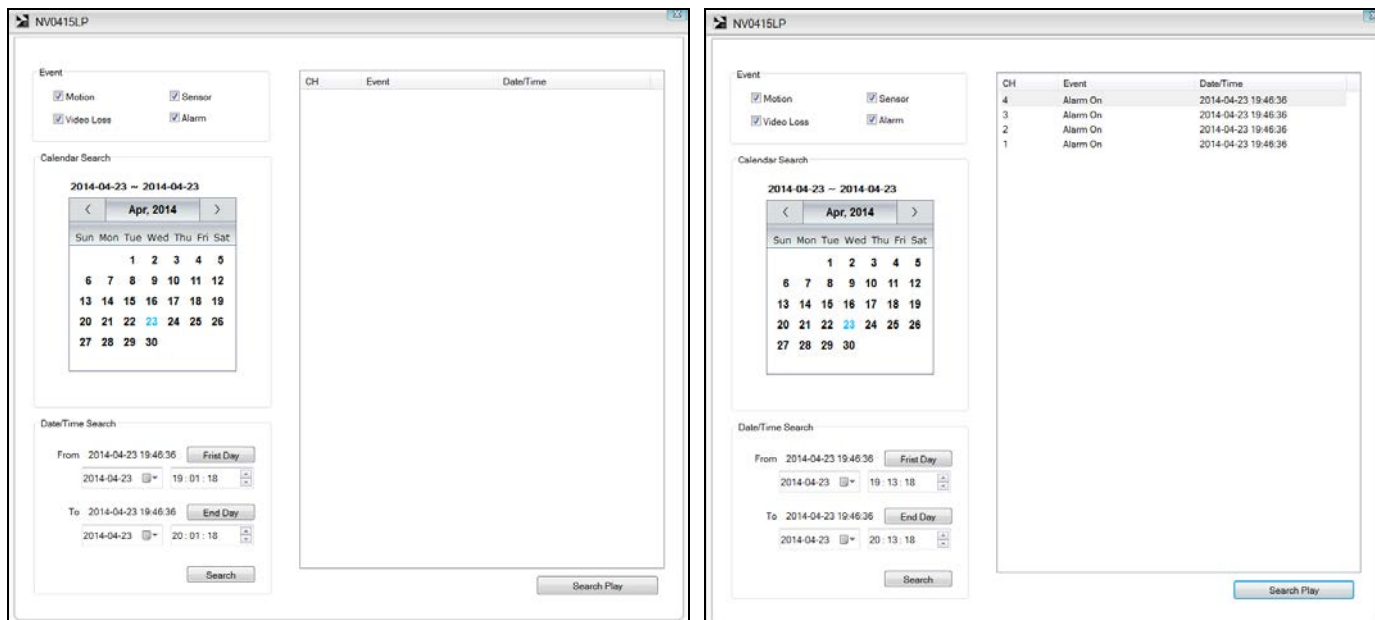 NV0415LP
Event
Motion Sensor
Video Loss Alarm
Calendar Search
2014-04-23 ~ 2014-04-23
< Apr, 2014 >
Sun Mon Tue Wed Thu Fri Sat
1 2 3 4 5
6 7 8 9 10 11 12
13 14 15 16 17 18 19
20 21 22 23 24 25 26
27 28 29 30
Date/Time Search
From 2014-04-23 19:46:36 Frist Day
2014-04-23 19:01:18
To 2014-04-23 19:46:36 End Day
2014-04-23 20:01:18
Search
CH Event Date/Time
Search Play
NV0415LP
Event
Motion Sensor
Video Loss Alarm
Calendar Search
2014-04-23 ~ 2014-04-23
< Apr, 2014 >
Sun Mon Tue Wed Thu Fri Sat
1 2 3 4 5
6 7 8 9 10 11 12
13 14 15 16 17 18 19
20 21 22 23 24 25 26
27 28 29 30
Date/Time Search
From 2014-04-23 19:46:36 Frist Day
2014-04-23 19:13:18
To 2014-04-23 19:46:36 End Day
2014-04-23 20:13:18
Search
CH Event Date/Time
4 Alarm On 2014-04-23 19:46:36
3 Alarm On 2014-04-23 19:46:36
2 Alarm On 2014-04-23 19:46:36
1 Alarm On 2014-04-23 19:46:36
Search Play